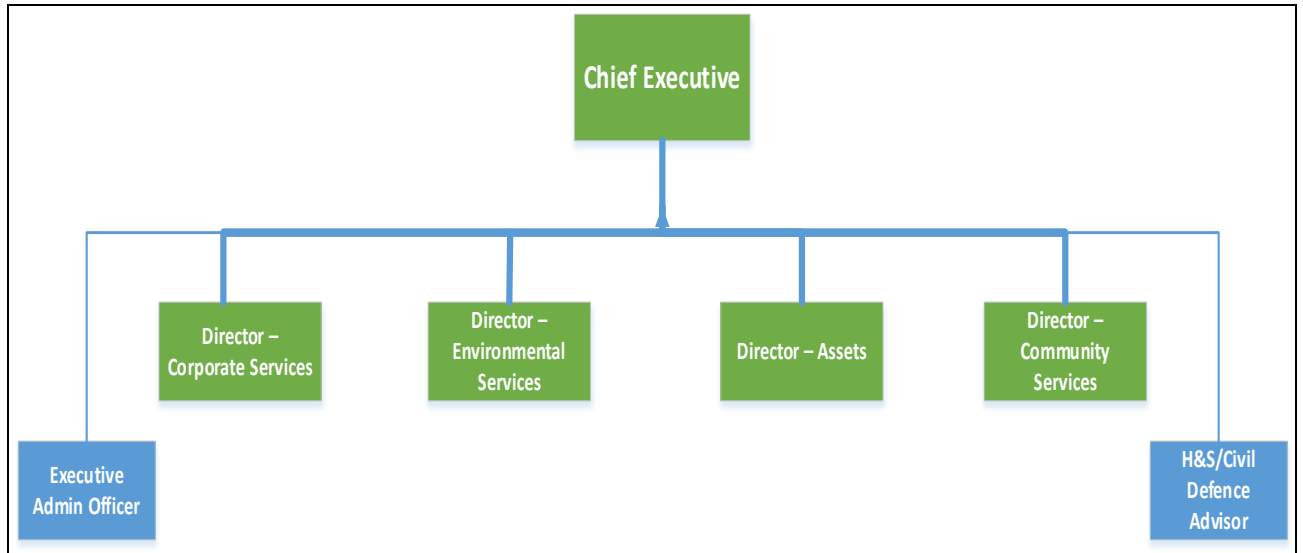 Chief Executive
Director –
Corporate Services
Director –
Environmental
Services
Director – Assets
Director –
Community
Services
Executive
Admin Officer
H&S/Civil
Defence
Advisor